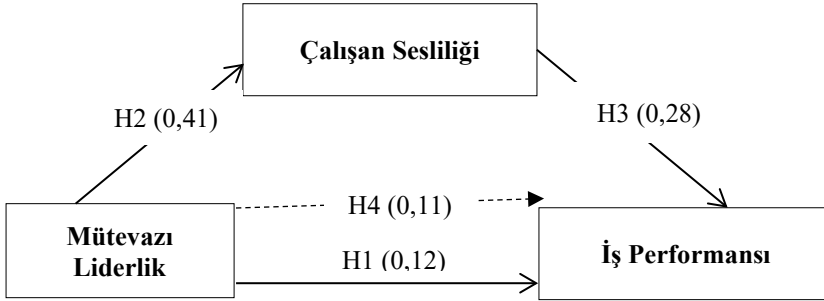 Çalışan Sesliliği
H2 (0,41)
H3 (0,28)
H4 (0,11)
Mütevazı
Liderlik
İş Performansı
H1 (0,12)